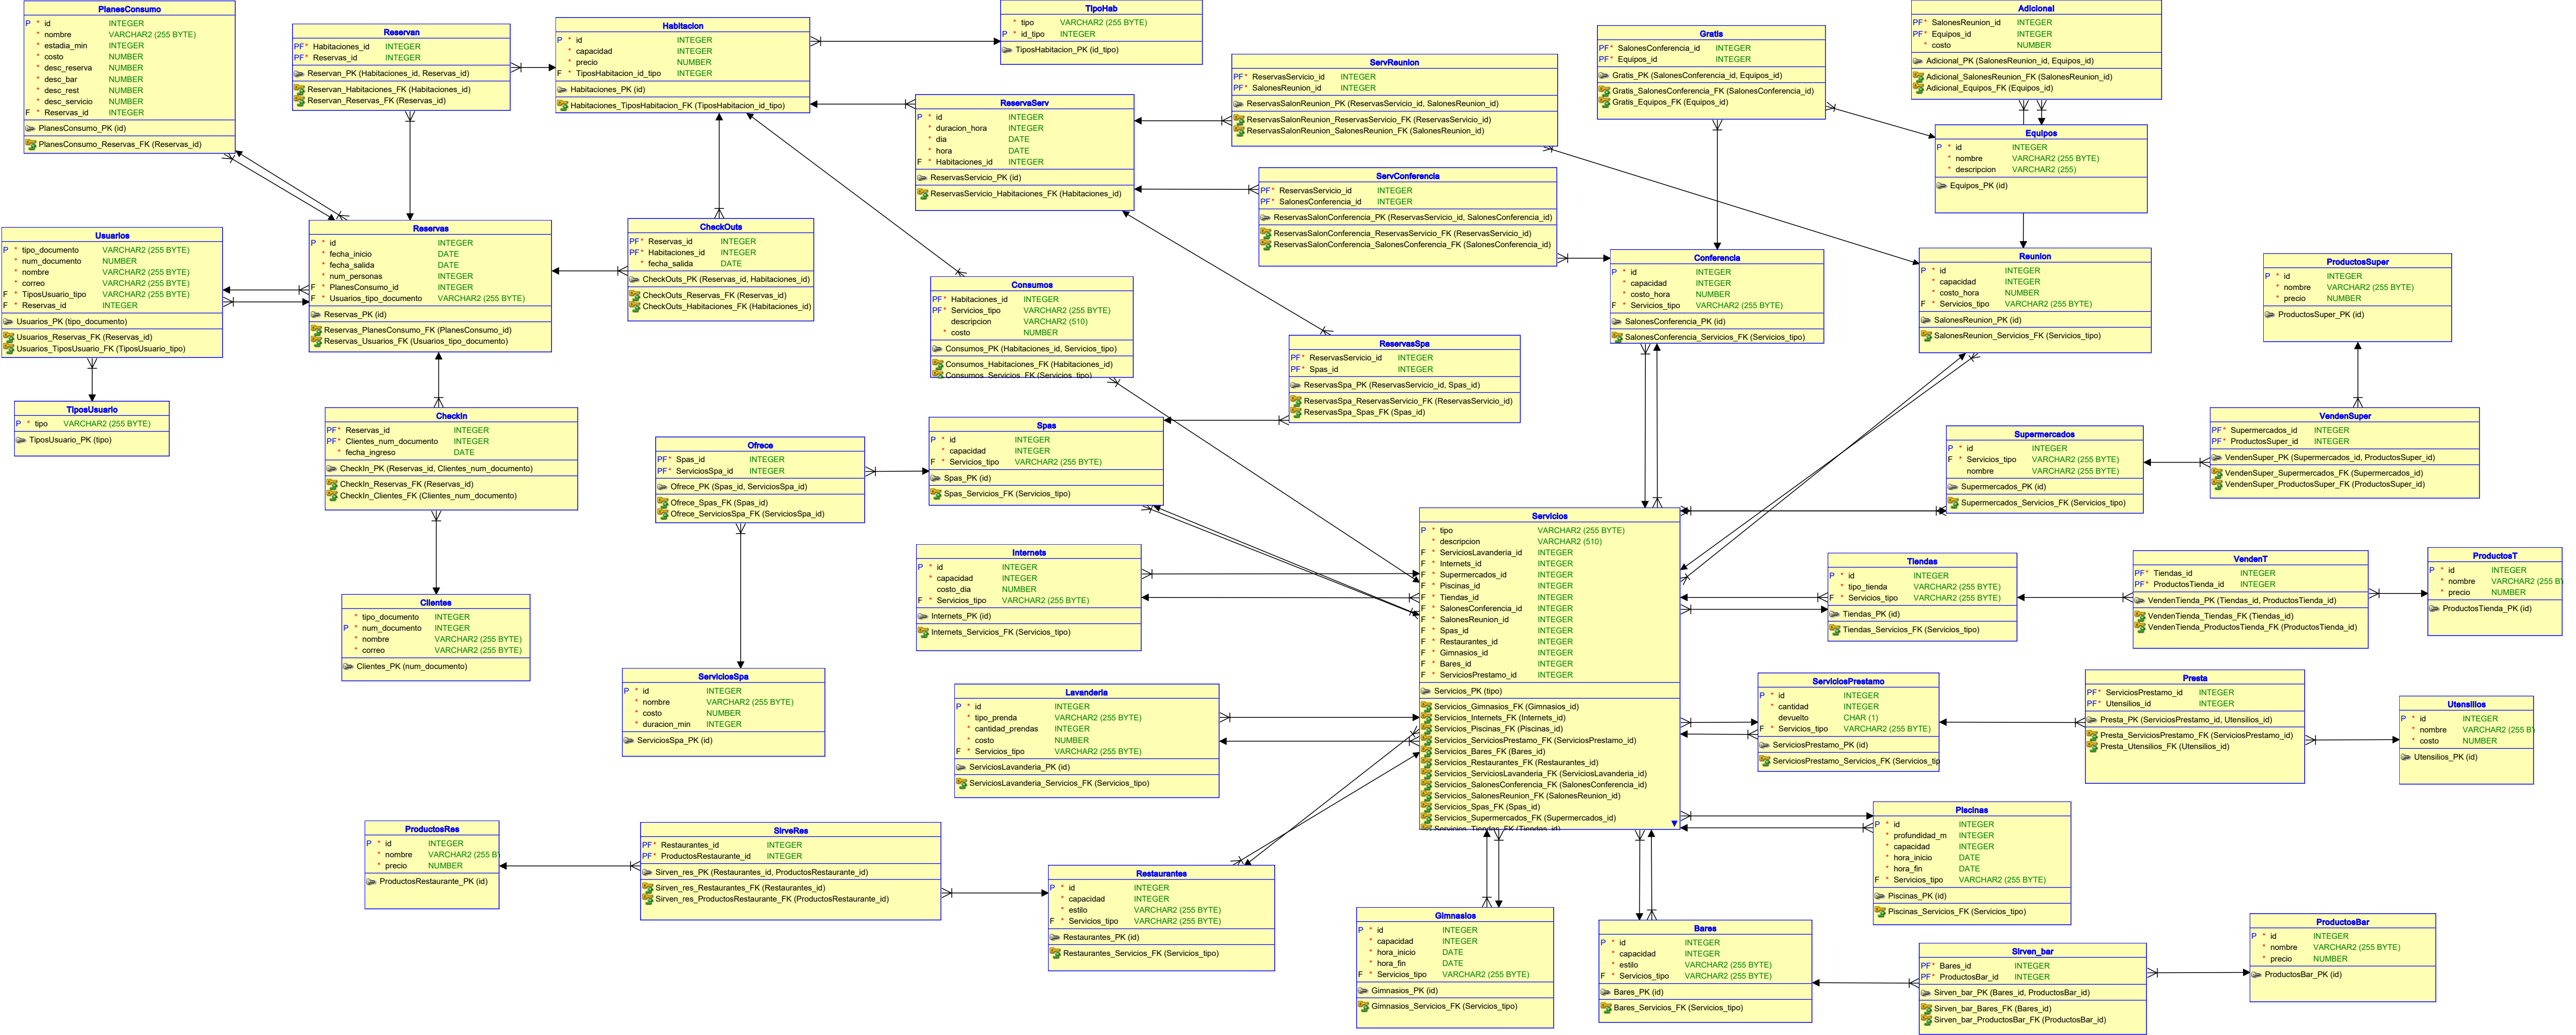 PlanesConsumo
P * id INTEGER
* nombre VARCHAR2 (255 BYTE)
* estadia_min INTEGER
* costo NUMBER
* desc_reserva NUMBER
* desc_bar NUMBER
* desc_rest NUMBER
* desc_servicio NUMBER
F * Reservas_id INTEGER
PlanesConsumo_PK (id)
PlanesConsumo_Reservas_FK (Reservas_id)
Reservan
PF* Habitaciones_id INTEGER
PF* Reservas_id INTEGER
Reservan_PK (Habitaciones_id, Reservas_id)
Reservan_Habitaciones_FK (Habitaciones_id)
Reservan_Reservas_FK (Reservas_id)
Habitacion
P * id INTEGER
* capacidad INTEGER
* precio NUMBER
F * TiposHabitacion_id_tipo INTEGER
Habitaciones_PK (id)
Habitaciones_TiposHabitacion_FK (TiposHabitacion_id_tipo)
TipoHab
* tipo VARCHAR2 (255 BYTE)
P * id_tipo INTEGER
TiposHabitacion_PK (id_tipo)
ReservaServ
P * id INTEGER
* duracion_hora INTEGER
* dia DATE
* hora DATE
F * Habitaciones_id INTEGER
ReservasServicio_PK (id)
ReservasServicio_Habitaciones_FK (Habitaciones_id)
ServReunion
PF* ReservasServicio_id INTEGER
PF* SalonesReunion_id INTEGER
ReservasSalonReunion_PK (ReservasServicio_id, SalonesReunion_id)
ReservasSalonReunion_ReservasServicio_FK (ReservasServicio_id)
ReservasSalonReunion_SalonesReunion_FK (SalonesReunion_id)
Gratis
PF* SalonesConferencia_id INTEGER
PF* Equipos_id INTEGER
Gratis_PK (SalonesConferencia_id, Equipos_id)
Gratis_SalonesConferencia_FK (SalonesConferencia_id)
Gratis_Equipos_FK (Equipos_id)
Adicional
PF* SalonesReunion_id INTEGER
PF* Equipos_id INTEGER
* costo NUMBER
Adicional_PK (SalonesReunion_id, Equipos_id)
Adicional_SalonesReunion_FK (SalonesReunion_id)
Adicional_Equipos_FK (Equipos_id)
Equipos
P * id INTEGER
* nombre VARCHAR2 (255 BYTE)
* descripcion VARCHAR2 (255)
Equipos_PK (id)
ServConferencia
PF* ReservasServicio_id INTEGER
PF* SalonesConferencia_id INTEGER
ReservasSalonConferencia_PK (ReservasServicio_id, SalonesConferencia_id)
ReservasSalonConferencia_ReservasServicio_FK (ReservasServicio_id)
ReservasSalonConferencia_SalonesConferencia_FK (SalonesConferencia_id)
Usuarios
P * tipo_documento VARCHAR2 (255 BYTE)
* num_documento NUMBER
* nombre VARCHAR2 (255 BYTE)
* correo VARCHAR2 (255 BYTE)
F * TiposUsuario_tipo VARCHAR2 (255 BYTE)
F * Reservas_id INTEGER
Usuarios_PK (tipo_documento)
Usuarios_Reservas_FK (Reservas_id)
Usuarios_TiposUsuario_FK (TiposUsuario_tipo)
Reservas
P * id INTEGER
* fecha_inicio DATE
* fecha_salida DATE
* num_personas INTEGER
F * PlanesConsumo_id INTEGER
F * Usuarios_tipo_documento VARCHAR2 (255 BYTE)
Reservas_PK (id)
Reservas_PlanesConsumo_FK (PlanesConsumo_id)
Reservas_Usuarios_FK (Usuarios_tipo_documento)
CheckOuts
PF* Reservas_id INTEGER
PF* Habitaciones_id INTEGER
* fecha_salida DATE
CheckOuts_PK (Reservas_id, Habitaciones_id)
CheckOuts_Reservas_FK (Reservas_id)
CheckOuts_Habitaciones_FK (Habitaciones_id)
Consumos
PF* Habitaciones_id INTEGER
PF* Servicios_tipo VARCHAR2 (255 BYTE)
descripcion VARCHAR2 (510)
* costo NUMBER
Consumos_PK (Habitaciones_id, Servicios_tipo)
Consumos_Habitaciones_FK (Habitaciones_id)
Consumos_Servicios_FK (Servicios_tipo)
Conferencia
P * id INTEGER
* capacidad INTEGER
* costo_hora NUMBER
F * Servicios_tipo VARCHAR2 (255 BYTE)
SalonesConferencia_PK (id)
SalonesConferencia_Servicios_FK (Servicios_tipo)
Reunion
P * id INTEGER
* capacidad INTEGER
* costo_hora NUMBER
F * Servicios_tipo VARCHAR2 (255 BYTE)
SalonesReunion_PK (id)
SalonesReunion_Servicios_FK (Servicios_tipo)
ProductosSuper
P * id INTEGER
* nombre VARCHAR2 (255 BYTE)
* precio NUMBER
ProductosSuper_PK (id)
ReservasSpa
PF* ReservasServicio_id INTEGER
PF* Spas_id INTEGER
ReservasSpa_PK (ReservasServicio_id, Spas_id)
ReservasSpa_ReservasServicio_FK (ReservasServicio_id)
ReservasSpa_Spas_FK (Spas_id)
TiposUsuario
P * tipo VARCHAR2 (255 BYTE)
TiposUsuario_PK (tipo)
CheckIn
PF* Reservas_id INTEGER
PF* Clientes_num_documento INTEGER
* fecha_ingreso DATE
CheckIn_PK (Reservas_id, Clientes_num_documento)
CheckIn_Reservas_FK (Reservas_id)
CheckIn_Clientes_FK (Clientes_num_documento)
Ofrece
PF* Spas_id INTEGER
PF* ServiciosSpa_id INTEGER
Ofrece_PK (Spas_id, ServiciosSpa_id)
Ofrece_Spas_FK (Spas_id)
Ofrece_ServiciosSpa_FK (ServiciosSpa_id)
Spas
P * id INTEGER
* capacidad INTEGER
F * Servicios_tipo VARCHAR2 (255 BYTE)
Spas_PK (id)
Spas_Servicios_FK (Servicios_tipo)
Supermercados
P * id INTEGER
F * Servicios_tipo VARCHAR2 (255 BYTE)
nombre VARCHAR2 (255 BYTE)
Supermercados_PK (id)
Supermercados_Servicios_FK (Servicios_tipo)
VendenSuper
PF* Supermercados_id INTEGER
PF* ProductosSuper_id INTEGER
VendenSuper_PK (Supermercados_id, ProductosSuper_id)
VendenSuper_Supermercados_FK (Supermercados_id)
VendenSuper_ProductosSuper_FK (ProductosSuper_id)
Servicios
P * tipo VARCHAR2 (255 BYTE)
* descripcion VARCHAR2 (510)
F * ServiciosLavanderia_id INTEGER
F * Internets_id INTEGER
F * Supermercados_id INTEGER
F * Piscinas_id INTEGER
F * Tiendas_id INTEGER
F * SalonesConferencia_id INTEGER
F * SalonesReunion_id INTEGER
F * Spas_id INTEGER
F * Restaurantes_id INTEGER
F * Gimnasios_id INTEGER
F * Bares_id INTEGER
F * ServiciosPrestamo_id INTEGER
Servicios_PK (tipo)
Servicios_Gimnasios_FK (Gimnasios_id)
Servicios_Internets_FK (Internets_id)
Servicios_Piscinas_FK (Piscinas_id)
Servicios_ServiciosPrestamo_FK (ServiciosPrestamo_id)
Servicios_Bares_FK (Bares_id)
Servicios_Restaurantes_FK (Restaurantes_id)
Servicios_ServiciosLavanderia_FK (ServiciosLavanderia_id)
Servicios_SalonesConferencia_FK (SalonesConferencia_id)
Servicios_SalonesReunion_FK (SalonesReunion_id)
Servicios_Spas_FK (Spas_id)
Servicios_Supermercados_FK (Supermercados_id)
Servicios_Tiendas_FK (Tiendas_id)
Internets
P * id INTEGER
* capacidad INTEGER
costo_dia NUMBER
F * Servicios_tipo VARCHAR2 (255 BYTE)
Internets_PK (id)
Internets_Servicios_FK (Servicios_tipo)
Tiendas
P * id INTEGER
* tipo_tienda VARCHAR2 (255 BYTE)
F * Servicios_tipo VARCHAR2 (255 BYTE)
Tiendas_PK (id)
Tiendas_Servicios_FK (Servicios_tipo)
VendenT
PF* Tiendas_id INTEGER
PF* ProductosTienda_id INTEGER
VendenTienda_PK (Tiendas_id, ProductosTienda_id)
VendenTienda_Tiendas_FK (Tiendas_id)
VendenTienda_ProductosTienda_FK (ProductosTienda_id)
ProductosT
P * id INTEGER
* nombre VARCHAR2 (255 B
* precio NUMBER
ProductosTienda_PK (id)
Clientes
* tipo_documento INTEGER
P * num_documento INTEGER
* nombre VARCHAR2 (255 BYTE)
* correo VARCHAR2 (255 BYTE)
Clientes_PK (num_documento)
ServiciosSpa
P * id INTEGER
* nombre VARCHAR2 (255 BYTE)
* costo NUMBER
* duracion_min INTEGER
ServiciosSpa_PK (id)
Lavanderia
P * id INTEGER
* tipo_prenda VARCHAR2 (255 BYTE)
* cantidad_prendas INTEGER
* costo NUMBER
F * Servicios_tipo VARCHAR2 (255 BYTE)
ServiciosLavanderia_PK (id)
ServiciosLavanderia_Servicios_FK (Servicios_tipo)
ServiciosPrestamo
P * id INTEGER
* cantidad INTEGER
devuelto CHAR (1)
F * Servicios_tipo VARCHAR2 (255 BYTE)
ServiciosPrestamo_PK (id)
ServiciosPrestamo_Servicios_FK (Servicios_tip
Presta
PF* ServiciosPrestamo_id INTEGER
PF* Utensilios_id INTEGER
Presta_PK (ServiciosPrestamo_id, Utensilios_id)
Presta_ServiciosPrestamo_FK (ServiciosPrestamo_id)
Presta_Utensilios_FK (Utensilios_id)
Utensilios
P * id INTEGER
* nombre VARCHAR2 (255 B
* costo NUMBER
Utensilios_PK (id)
ProductosRes
P * id INTEGER
* nombre VARCHAR2 (255 B
* precio NUMBER
ProductosRestaurante_PK (id)
SirveRes
PF* Restaurantes_id INTEGER
PF* ProductosRestaurante_id INTEGER
Sirven_res_PK (Restaurantes_id, ProductosRestaurante_id)
Sirven_res_Restaurantes_FK (Restaurantes_id)
Sirven_res_ProductosRestaurante_FK (ProductosRestaurante_id)
Restaurantes
P * id INTEGER
* capacidad INTEGER
* estilo VARCHAR2 (255 BYTE)
F * Servicios_tipo VARCHAR2 (255 BYTE)
Restaurantes_PK (id)
Restaurantes_Servicios_FK (Servicios_tipo)
Gimnasios
P * id INTEGER
* capacidad INTEGER
* hora_inicio DATE
* hora_fin DATE
F * Servicios_tipo VARCHAR2 (255 BYTE)
Gimnasios_PK (id)
Gimnasios_Servicios_FK (Servicios_tipo)
Bares
P * id INTEGER
* capacidad INTEGER
* estilo VARCHAR2 (255 BYTE)
F * Servicios_tipo VARCHAR2 (255 BYTE)
Bares_PK (id)
Bares_Servicios_FK (Servicios_tipo)
Piscinas
P * id INTEGER
* profundidad_m INTEGER
* capacidad INTEGER
* hora_inicio DATE
* hora_fin DATE
F * Servicios_tipo VARCHAR2 (255 BYTE)
Piscinas_PK (id)
Piscinas_Servicios_FK (Servicios_tipo)
Sirven_bar
PF* Bares_id INTEGER
PF* ProductosBar_id INTEGER
Sirven_bar_PK (Bares_id, ProductosBar_id)
Sirven_bar_Bares_FK (Bares_id)
Sirven_bar_ProductosBar_FK (ProductosBar_id)
ProductosBar
P * id INTEGER
* nombre VARCHAR2 (255 BYTE)
* precio NUMBER
ProductosBar_PK (id)